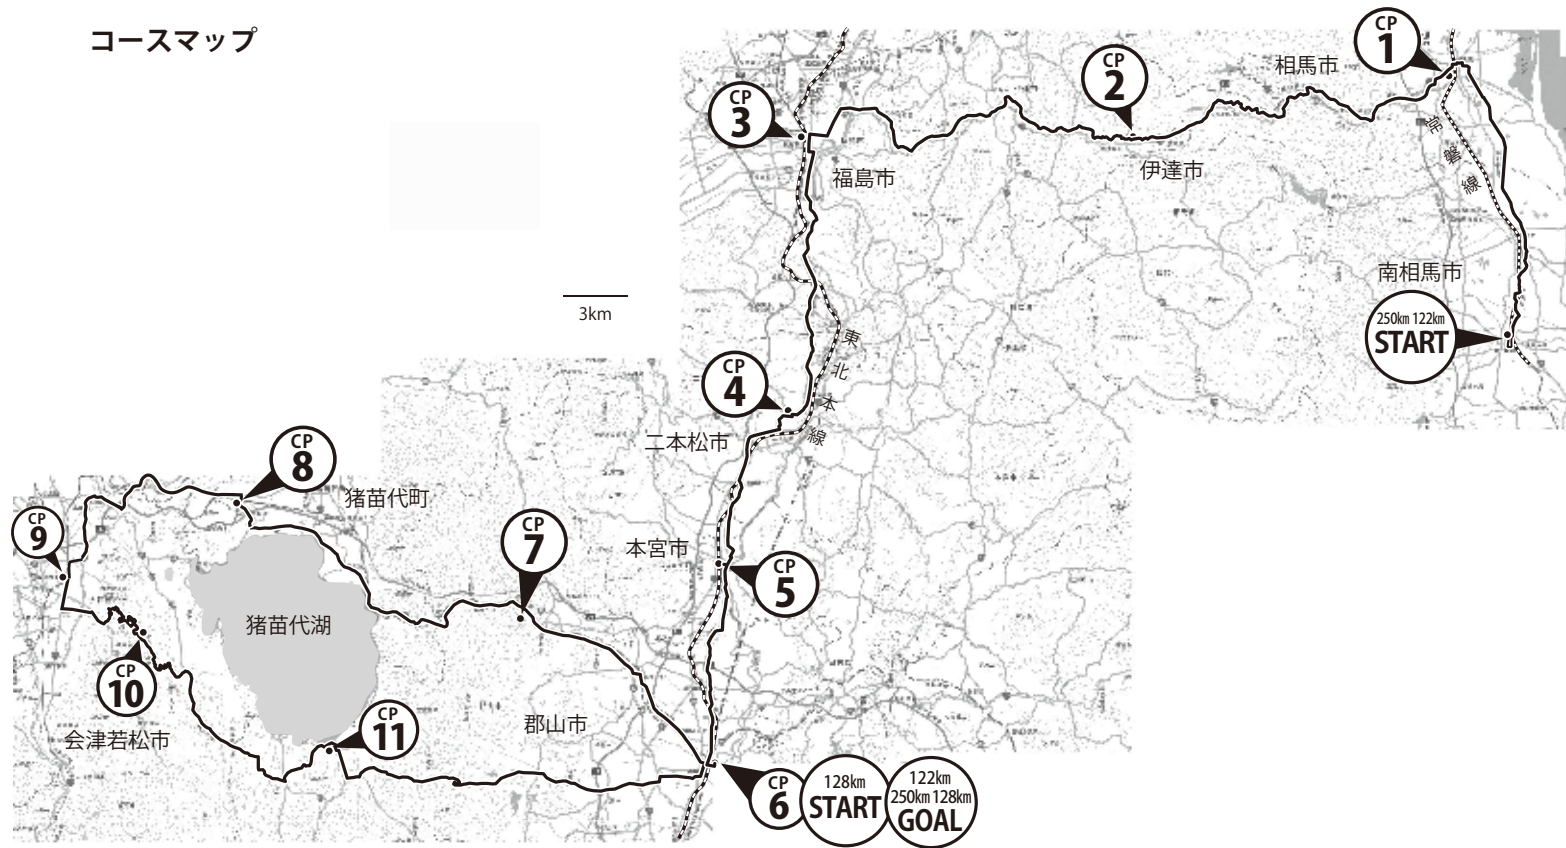 コースマップ
CP
1
相馬市
CP
2
CP
3
常磐線
伊達市
福島市
南相馬市
250km 122km
START
3km
東北本線
CP
4
二本松市
CP
8
猪苗代町
CP
9
CP
7
本宮市
CP
5
猪苗代湖
CP
10
会津若松市
CP
11
郡山市
CP
6
128km
START
122km
250km 128km
GOAL